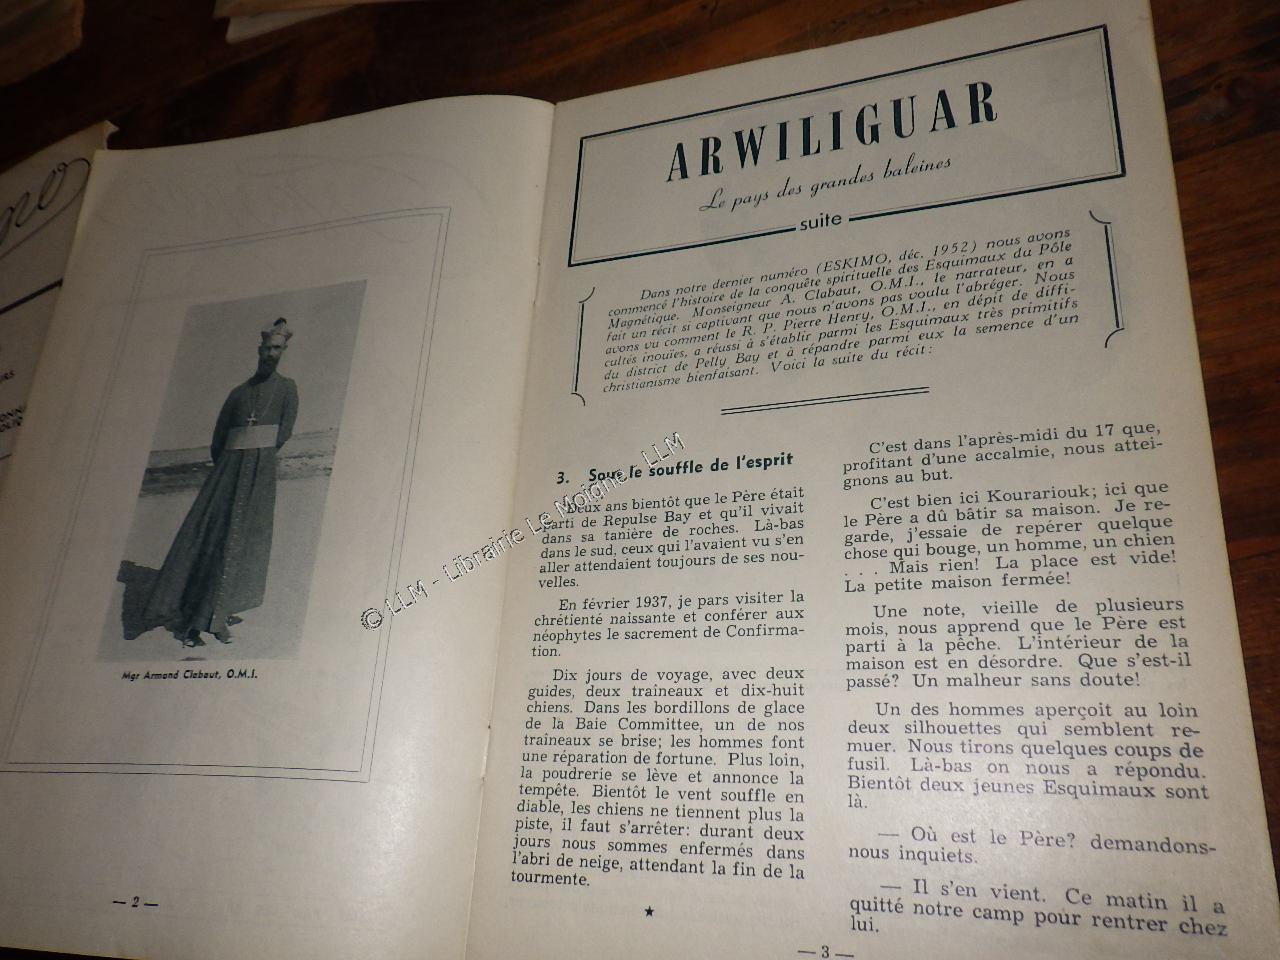 Mgr Armand Clabaut, O.M.I.
— 2 —
ARWILIGUAR
Le pays des grandes baleines
suite
Dans notre dernier numéro (ESKIMO, déc. 1952) nous avons
commencé l'histoire de la conquête spirituelle des Esquimaux du Pôle
Magnétique. Monseigneur A. Clabaut, O.M.I., le narrateur, en a
fait un récit si captivant que nous n'avons pas voulu l'abréger. Nous
avons vu comment le R. P. Pierre Henry, O.M.I., en dépit de diffi-
cultés inouies, a réussi à s'établir parmi les Esquimaux très primitifs
du district de Pelly Bay et à répandre parmi eux la semence d'un
christianisme bienfaisant. Voici la suite du récit:
3. Sous le souffle de l'esprit
Deux ans bientôt que le Père était
parti de Repulse Bay et qu'il vivait
dans sa tanière de roches. Là-bas
dans le sud, ceux qui l'avaient vu s'en
aller attendaient toujours de ses nou-
velles.
En février 1937, je pars visiter la
chrétienté naissante et conférer aux
néophytes le sacrement de Confirma-
tion.
Dix jours de voyage, avec deux
guides, deux traîneaux et dix-huit
chiens. Dans les bordillons de glace
de la Baie Committee, un de nos
traîneaux se brise; les hommes font
une réparation de fortune. Plus loin,
la poudrerie se lève et annonce la
tempête. Bientôt le vent souffle en
diable, les chiens ne tiennent plus la
piste, il faut s'arrêter: durant deux
jours nous sommes enfermés dans
l'abri de neige, attendant la fin de la
tourmente.
★
C'est dans l'après-midi du 17 que,
profitant d'une accalmie, nous attei-
gnons au but.
C'est bien ici Kourariouk; ici que
le Père a dû bâtir sa maison. Je re-
garde, j'essaie de repérer quelque
chose qui bouge, un homme, un chien
. . . Mais rien! La place est vide!
La petite maison fermée!
Une note, vieille de plusieurs
mois, nous apprend que le Père est
parti à la pêche. L'intérieur de la
maison est en désordre. Que s'est-il
passé? Un malheur sans doute!
Un des hommes aperçoit au loin
deux silhouettes qui semblent re-
muer. Nous tirons quelques coups de
fusil. Là-bas on nous a répondu.
Bientôt deux jeunes Esquimaux sont
là.
— Où est le Père? demandons-
nous inquiets.
— Il s'en vient. Ce matin il a
quitté notre camp pour rentrer chez
lui.
— 3 —
© LLM - Librairie Le Moigne - LLM